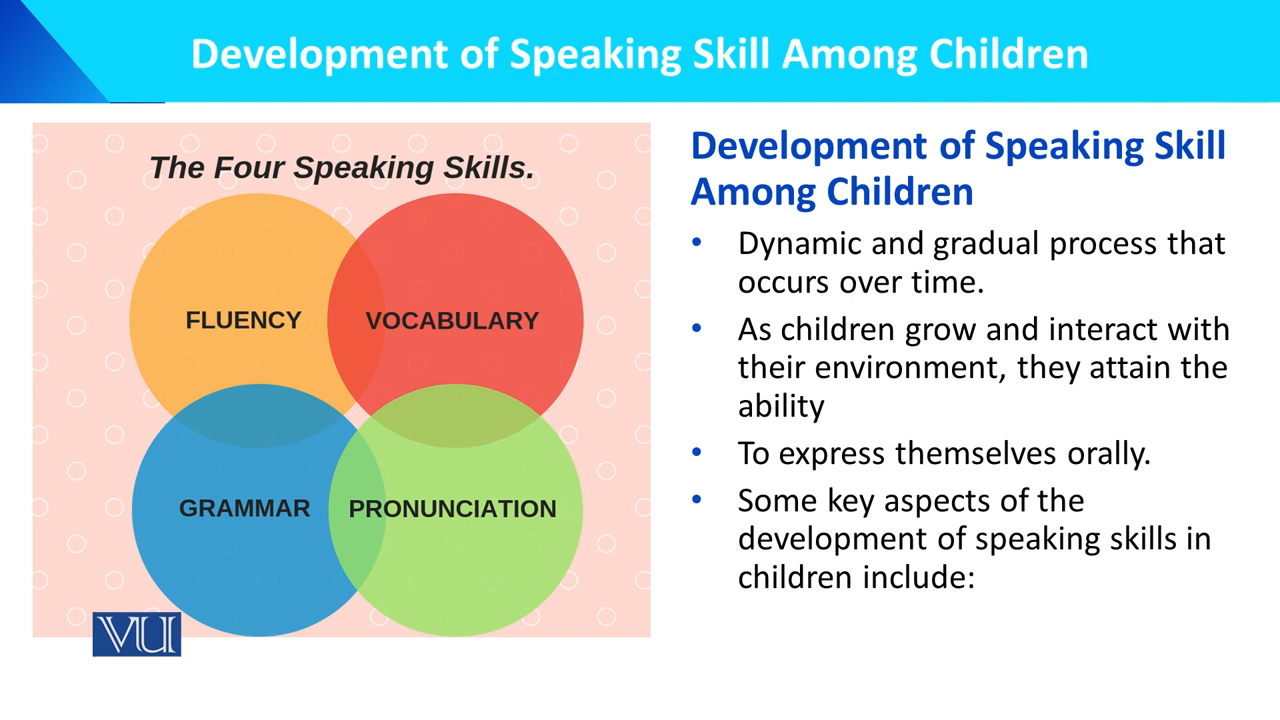 Development of Speaking Skill Among Children
The Four Speaking Skills.
FLUENCY
VOCABULARY
GRAMMAR
PRONUNCIATION
VU
Development of Speaking Skill
Among Children
• Dynamic and gradual process that
occurs over time.
• As children grow and interact with
their environment, they attain the
ability
• To express themselves orally.
• Some key aspects of the
development of speaking skills in
children include: